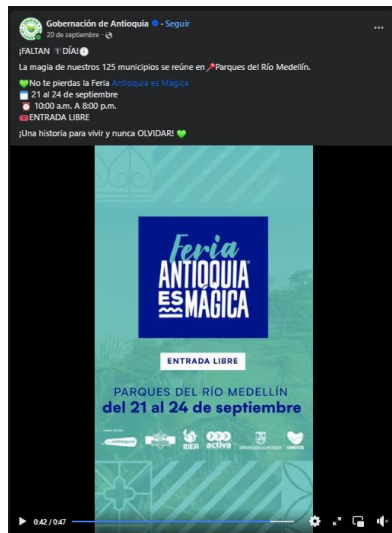 Gobernación de Antioquia · Seguir
20 de septiembre ·
¡FALTAN 1 DÍA!
La magia de nuestros 125 municipios se reúne en Parques del Río Medellín.
No te pierdas la Feria Antioquia es Mágica
21 al 24 de septiembre
10:00 a.m. A 8:00 p.m.
ENTRADA LIBRE
¡Una historia para vivir y nunca OLVIDAR!
Feria
ANTIOQUIA
ES MÁGICA
ENTRADA LIBRE
PARQUES DEL RÍO MEDELLÍN
del 21 al 24 de septiembre
IDEA
activa
UNIDOS
0:42 / 0:47